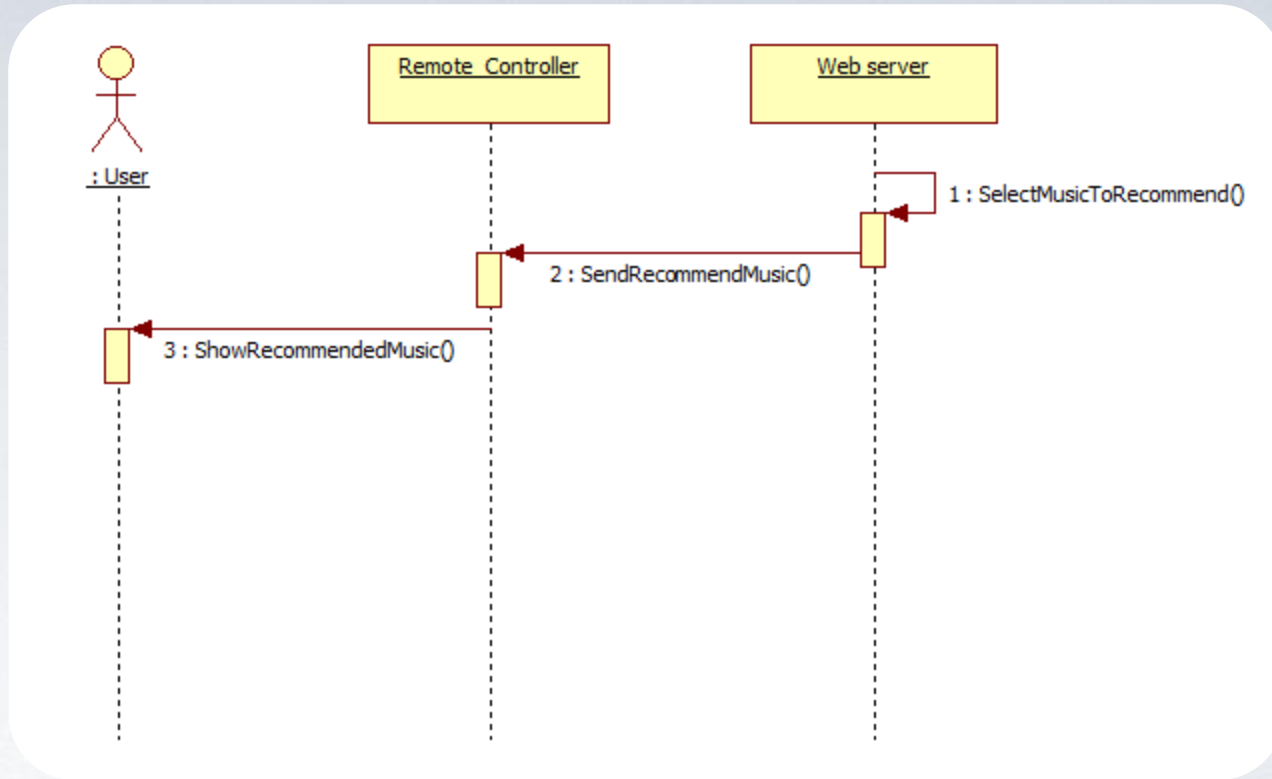 Remote_Controller
Web server
: User
1 : SelectMusicToRecommend()
2 : SendRecommendMusic()
3 : ShowRecommendedMusic()